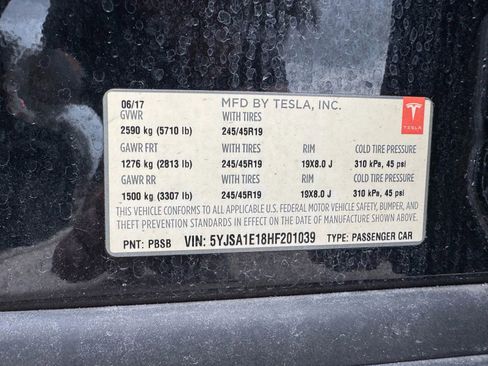 06/17 MFD BY TESLA, INC.
GVWR WITH TIRES
2590 kg (5710 lb) 245/45R19
TESLA
GAWR FRT WITH TIRES RIM COLD TIRE PRESSURE
1276 kg (2813 lb) 245/45R19 19X8.0 J 310 kPa, 45 psi
GAWR RR WITH TIRES RIM COLD TIRE PRESSURE
1500 kg (3307 lb) 245/45R19 19X8.0 J 310 kPa, 45 psi
THIS VEHICLE CONFORMS TO ALL APPLICABLE U.S. FEDERAL MOTOR VEHICLE SAFETY, BUMPER, AND
THEFT PREVENTION STANDARDS IN EFFECT ON THE DATE OF MANUFACTURE SHOWN ABOVE.
PNT: PBSB VIN: 5YJSA1E18HF201039 TYPE: PASSENGER CAR